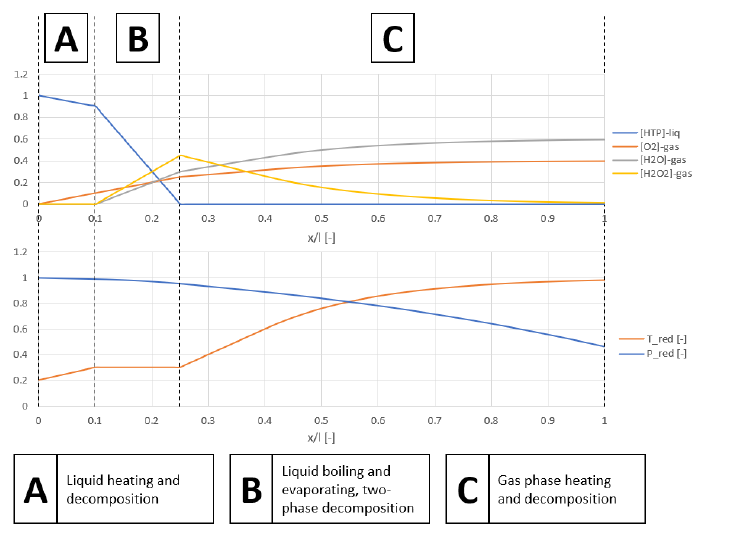 A B C
1.2
1
0.8
0.6
0.4
0.2
0
0 0.1 0.2 0.3 0.4 0.5 0.6 0.7 0.8 0.9 1
x/l [-]
[HTP]-liq
[O2]-gas
[H2O]-gas
[H2O2]-gas
1.2
1
0.8
0.6
0.4
0.2
0
0 0.1 0.2 0.3 0.4 0.5 0.6 0.7 0.8 0.9 1
x/l [-]
T_red [-]
P_red [-]
A
Liquid heating and
decomposition
B
Liquid boiling and
evaporating, two-
phase decomposition
C
Gas phase heating
and decomposition